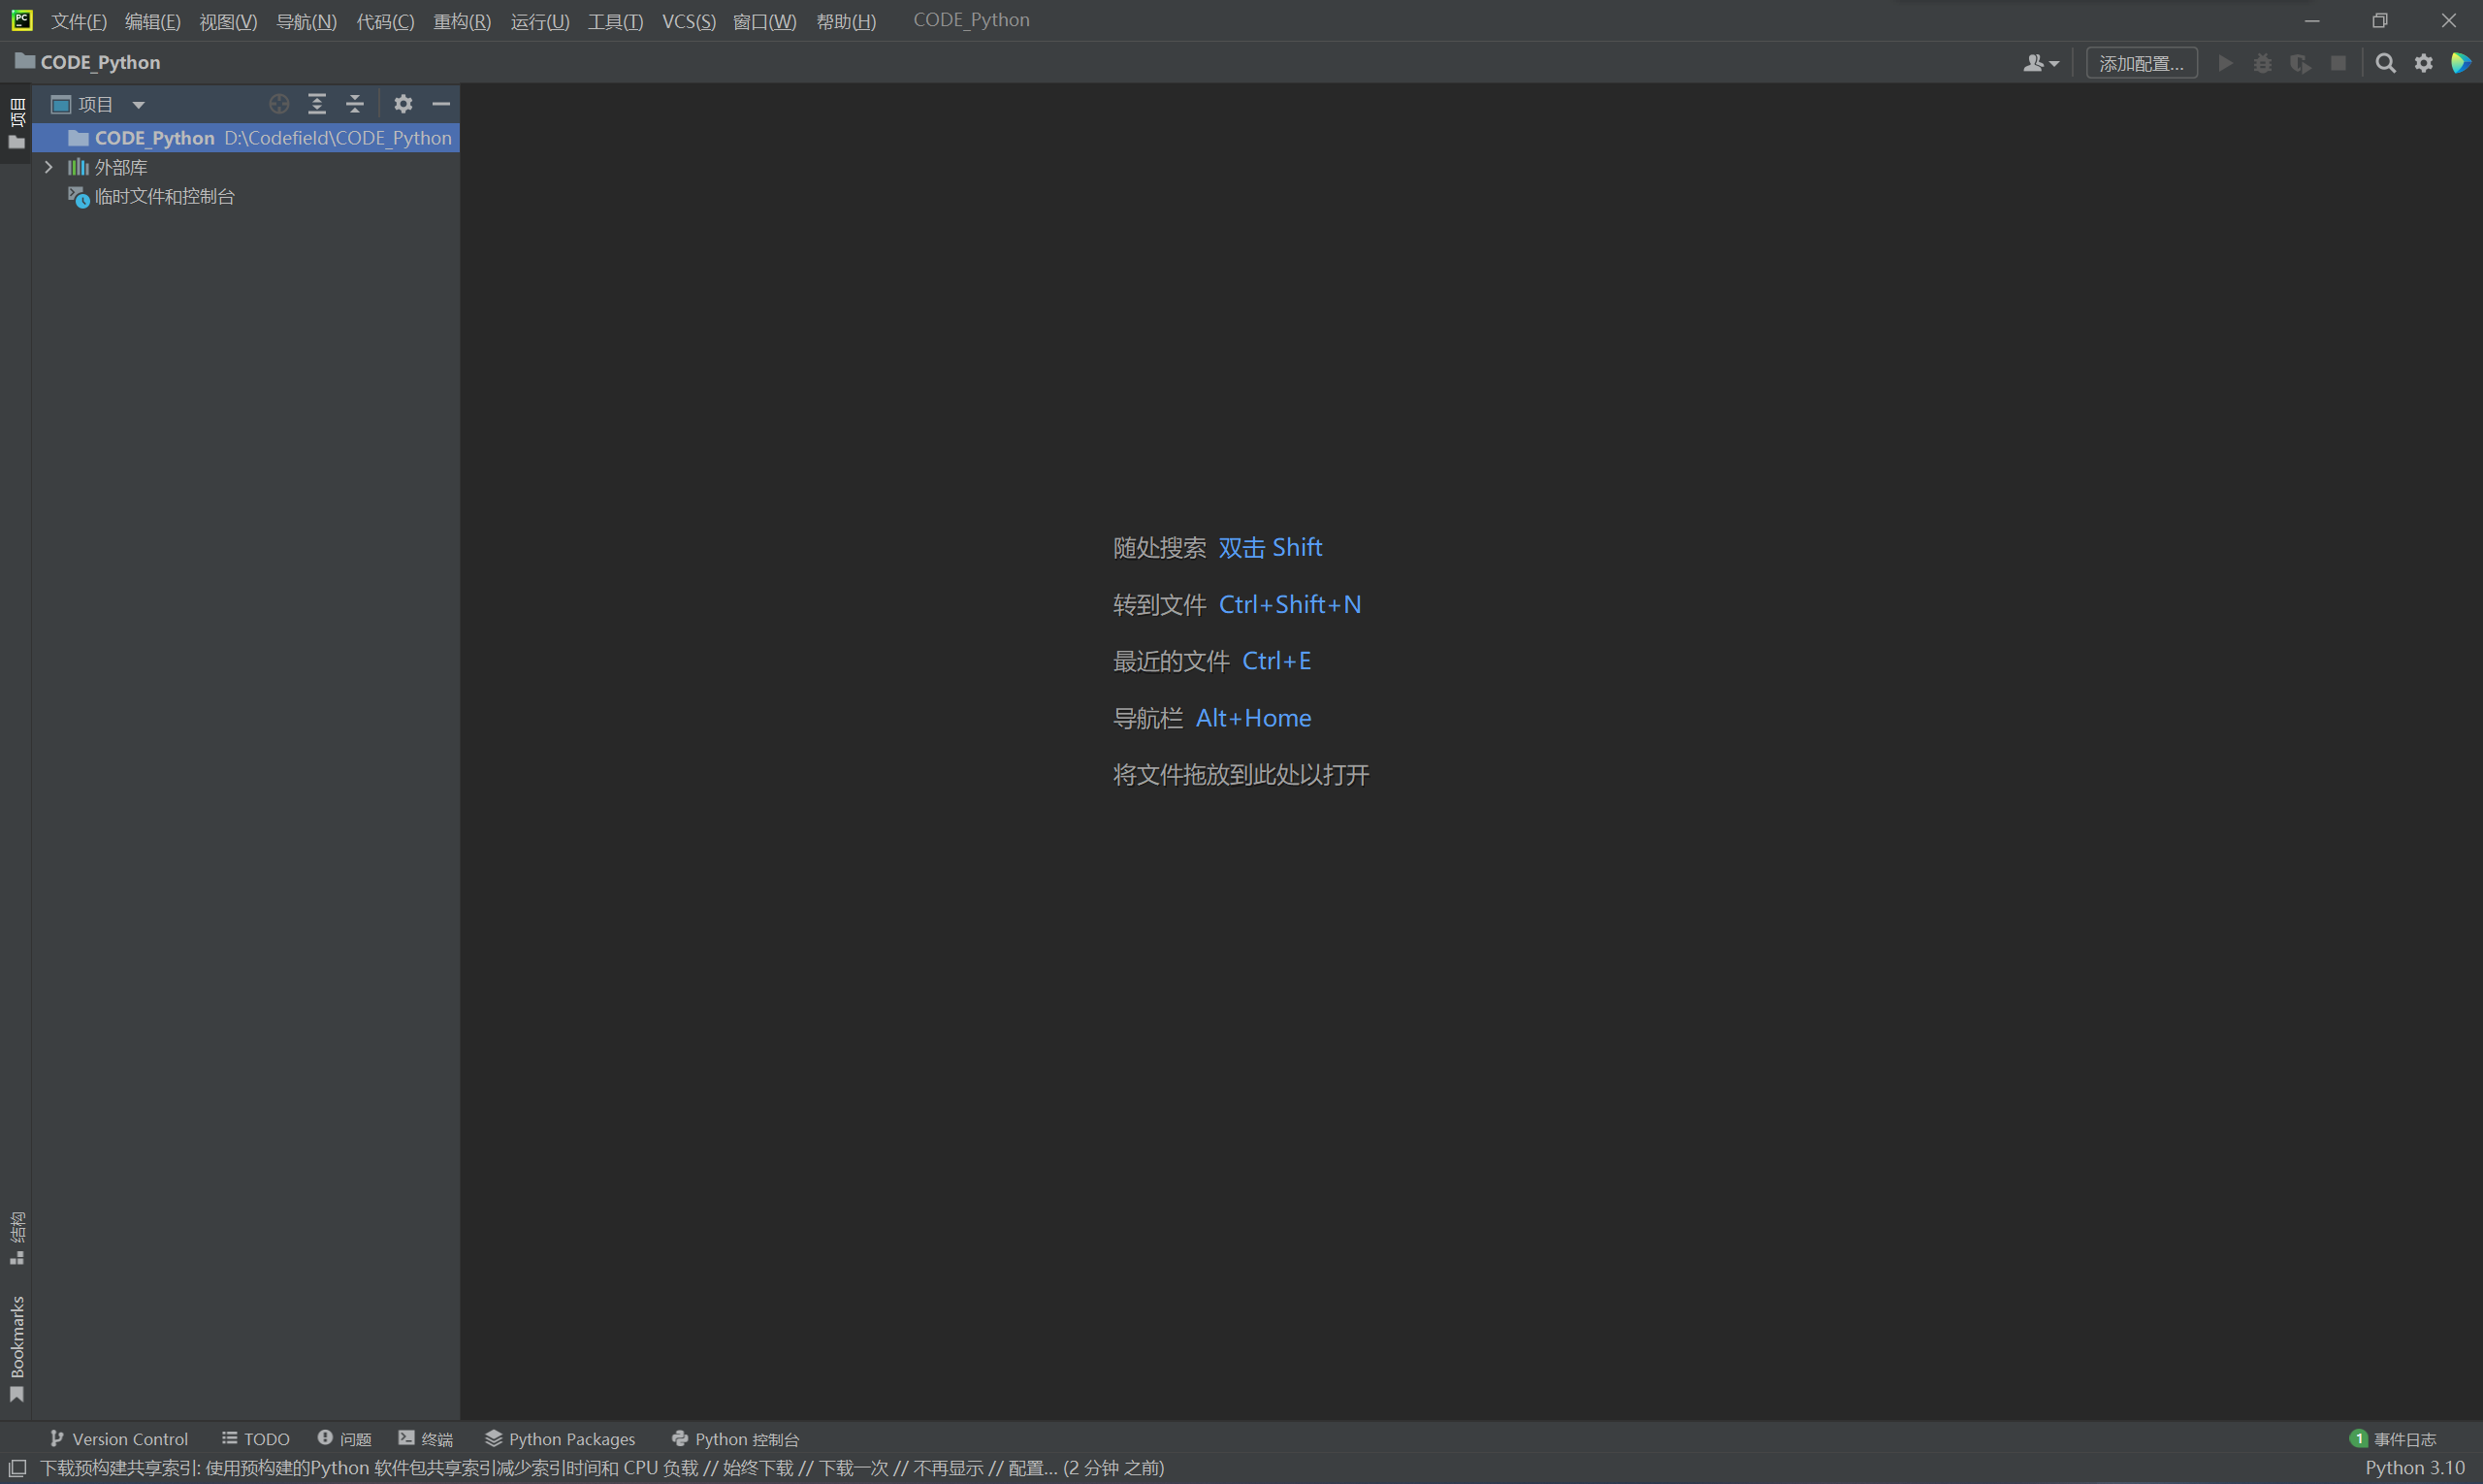 PC 文件(F) 编辑(E) 视图(V) 导航(N) 代码(C) 重构(R) 运行(U) 工具(T) VCS(S) 窗口(W) 帮助(H) CODE_Python
CODE_Python
添加配置...
项目
项目
CODE_Python D:\Codefield\CODE_Python
外部库
临时文件和控制台
随处搜索 双击 Shift
转到文件 Ctrl+Shift+N
最近的文件 Ctrl+E
导航栏 Alt+Home
将文件拖放到此处以打开
结构
Bookmarks
Version Control TODO 问题 终端 Python Packages Python 控制台 1 事件日志
下载预构建共享索引: 使用预构建的Python 软件包共享索引减少索引时间和 CPU 负载 // 始终下载 // 下载一次 // 不再显示 // 配置... (2 分钟 之前) Python 3.10